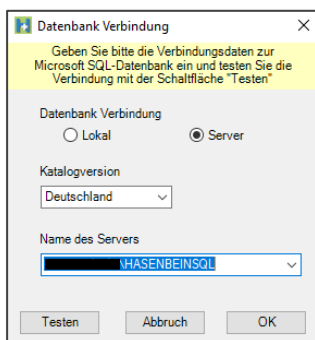 Datenbank Verbindung
Geben Sie bitte die Verbindungsdaten zur
Microsoft SQL-Datenbank ein und testen Sie die
Verbindung mit der Schaltfläche "Testen"
Datenbank Verbindung
Lokal Server
Katalogversion
Deutschland
Name des Servers
\HASENBEINSQL
Testen Abbruch OK